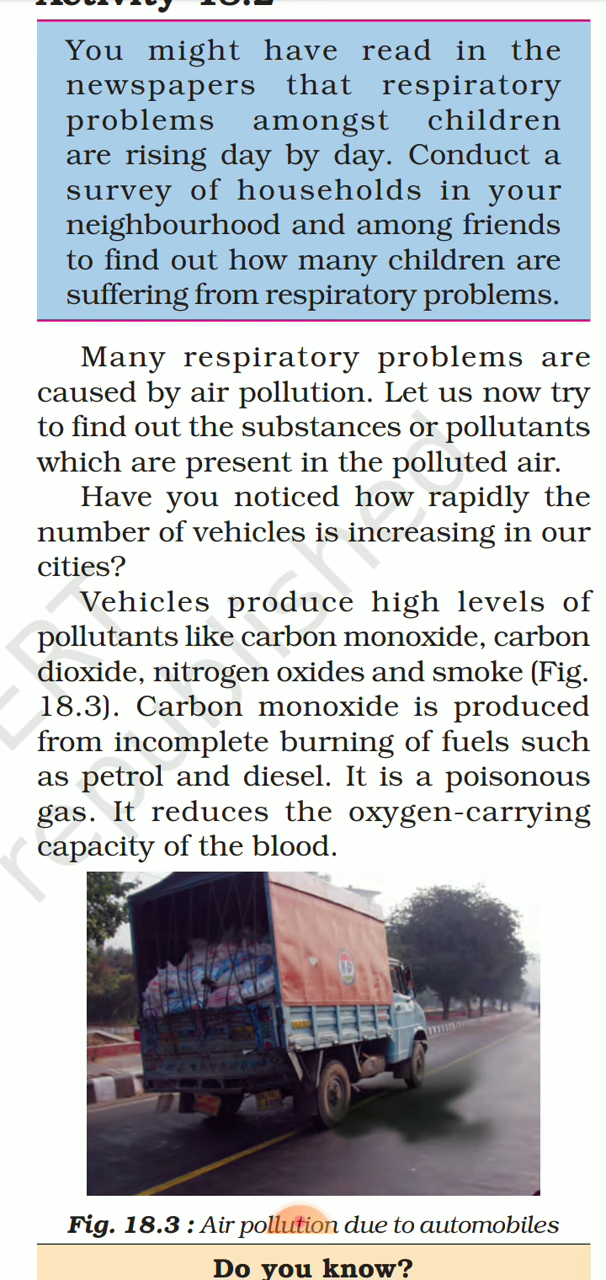 Activity 18.2
You might have read in the
newspapers that respiratory
problems amongst children
are rising day by day. Conduct a
survey of households in your
neighbourhood and among friends
to find out how many children are
suffering from respiratory problems.
Many respiratory problems are
caused by air pollution. Let us now try
to find out the substances or pollutants
which are present in the polluted air.
Have you noticed how rapidly the
number of vehicles is increasing in our
cities?
Vehicles produce high levels of
pollutants like carbon monoxide, carbon
dioxide, nitrogen oxides and smoke (Fig.
18.3). Carbon monoxide is produced
from incomplete burning of fuels such
as petrol and diesel. It is a poisonous
gas. It reduces the oxygen-carrying
capacity of the blood.
Fig. 18.3 : Air pollution due to automobiles
Do you know?
ERT
republished